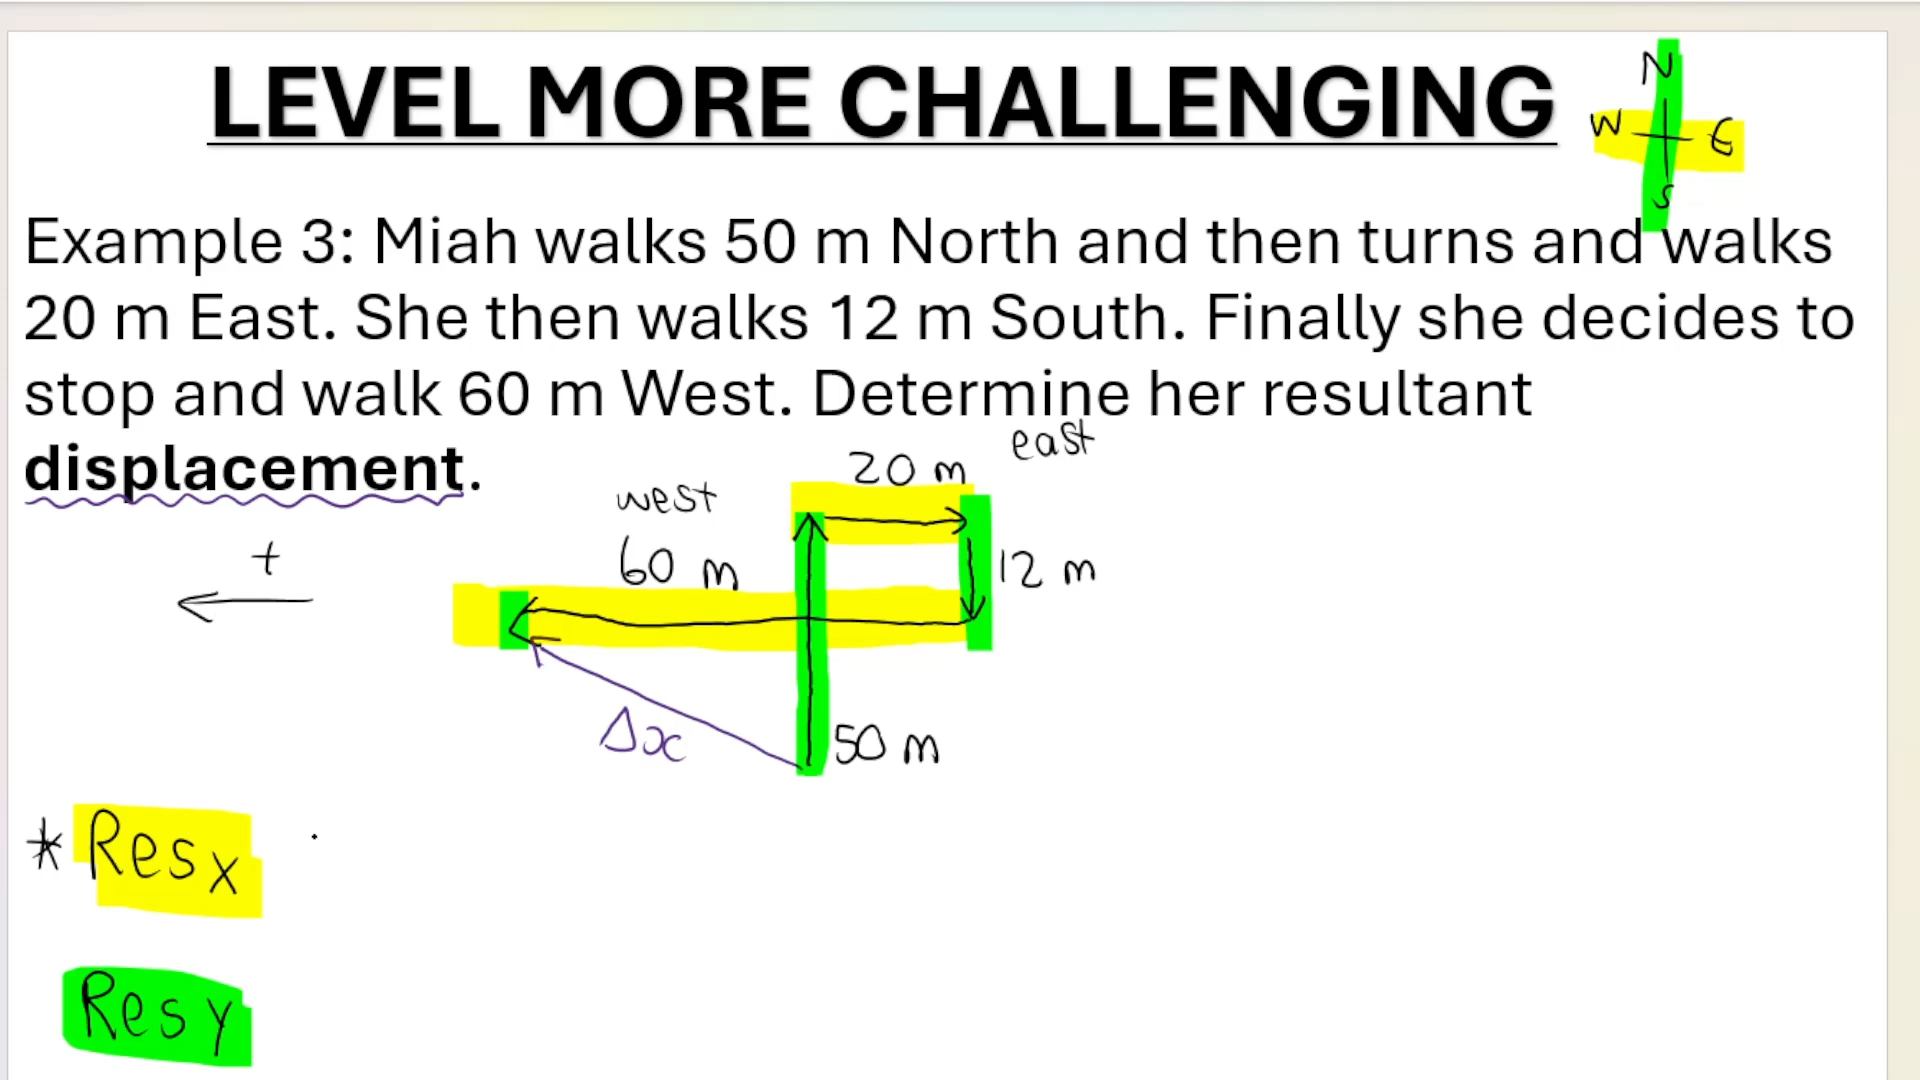 LEVEL MORE CHALLENGING
N
W E
S
Example 3: Miah walks 50 m North and then turns and walks
20 m East. She then walks 12 m South. Finally she decides to
stop and walk 60 m West. Determine her resultant
displacement.
east
20 m
west
+
60 m
12 m
Δx
50 m
* Res x
Res y